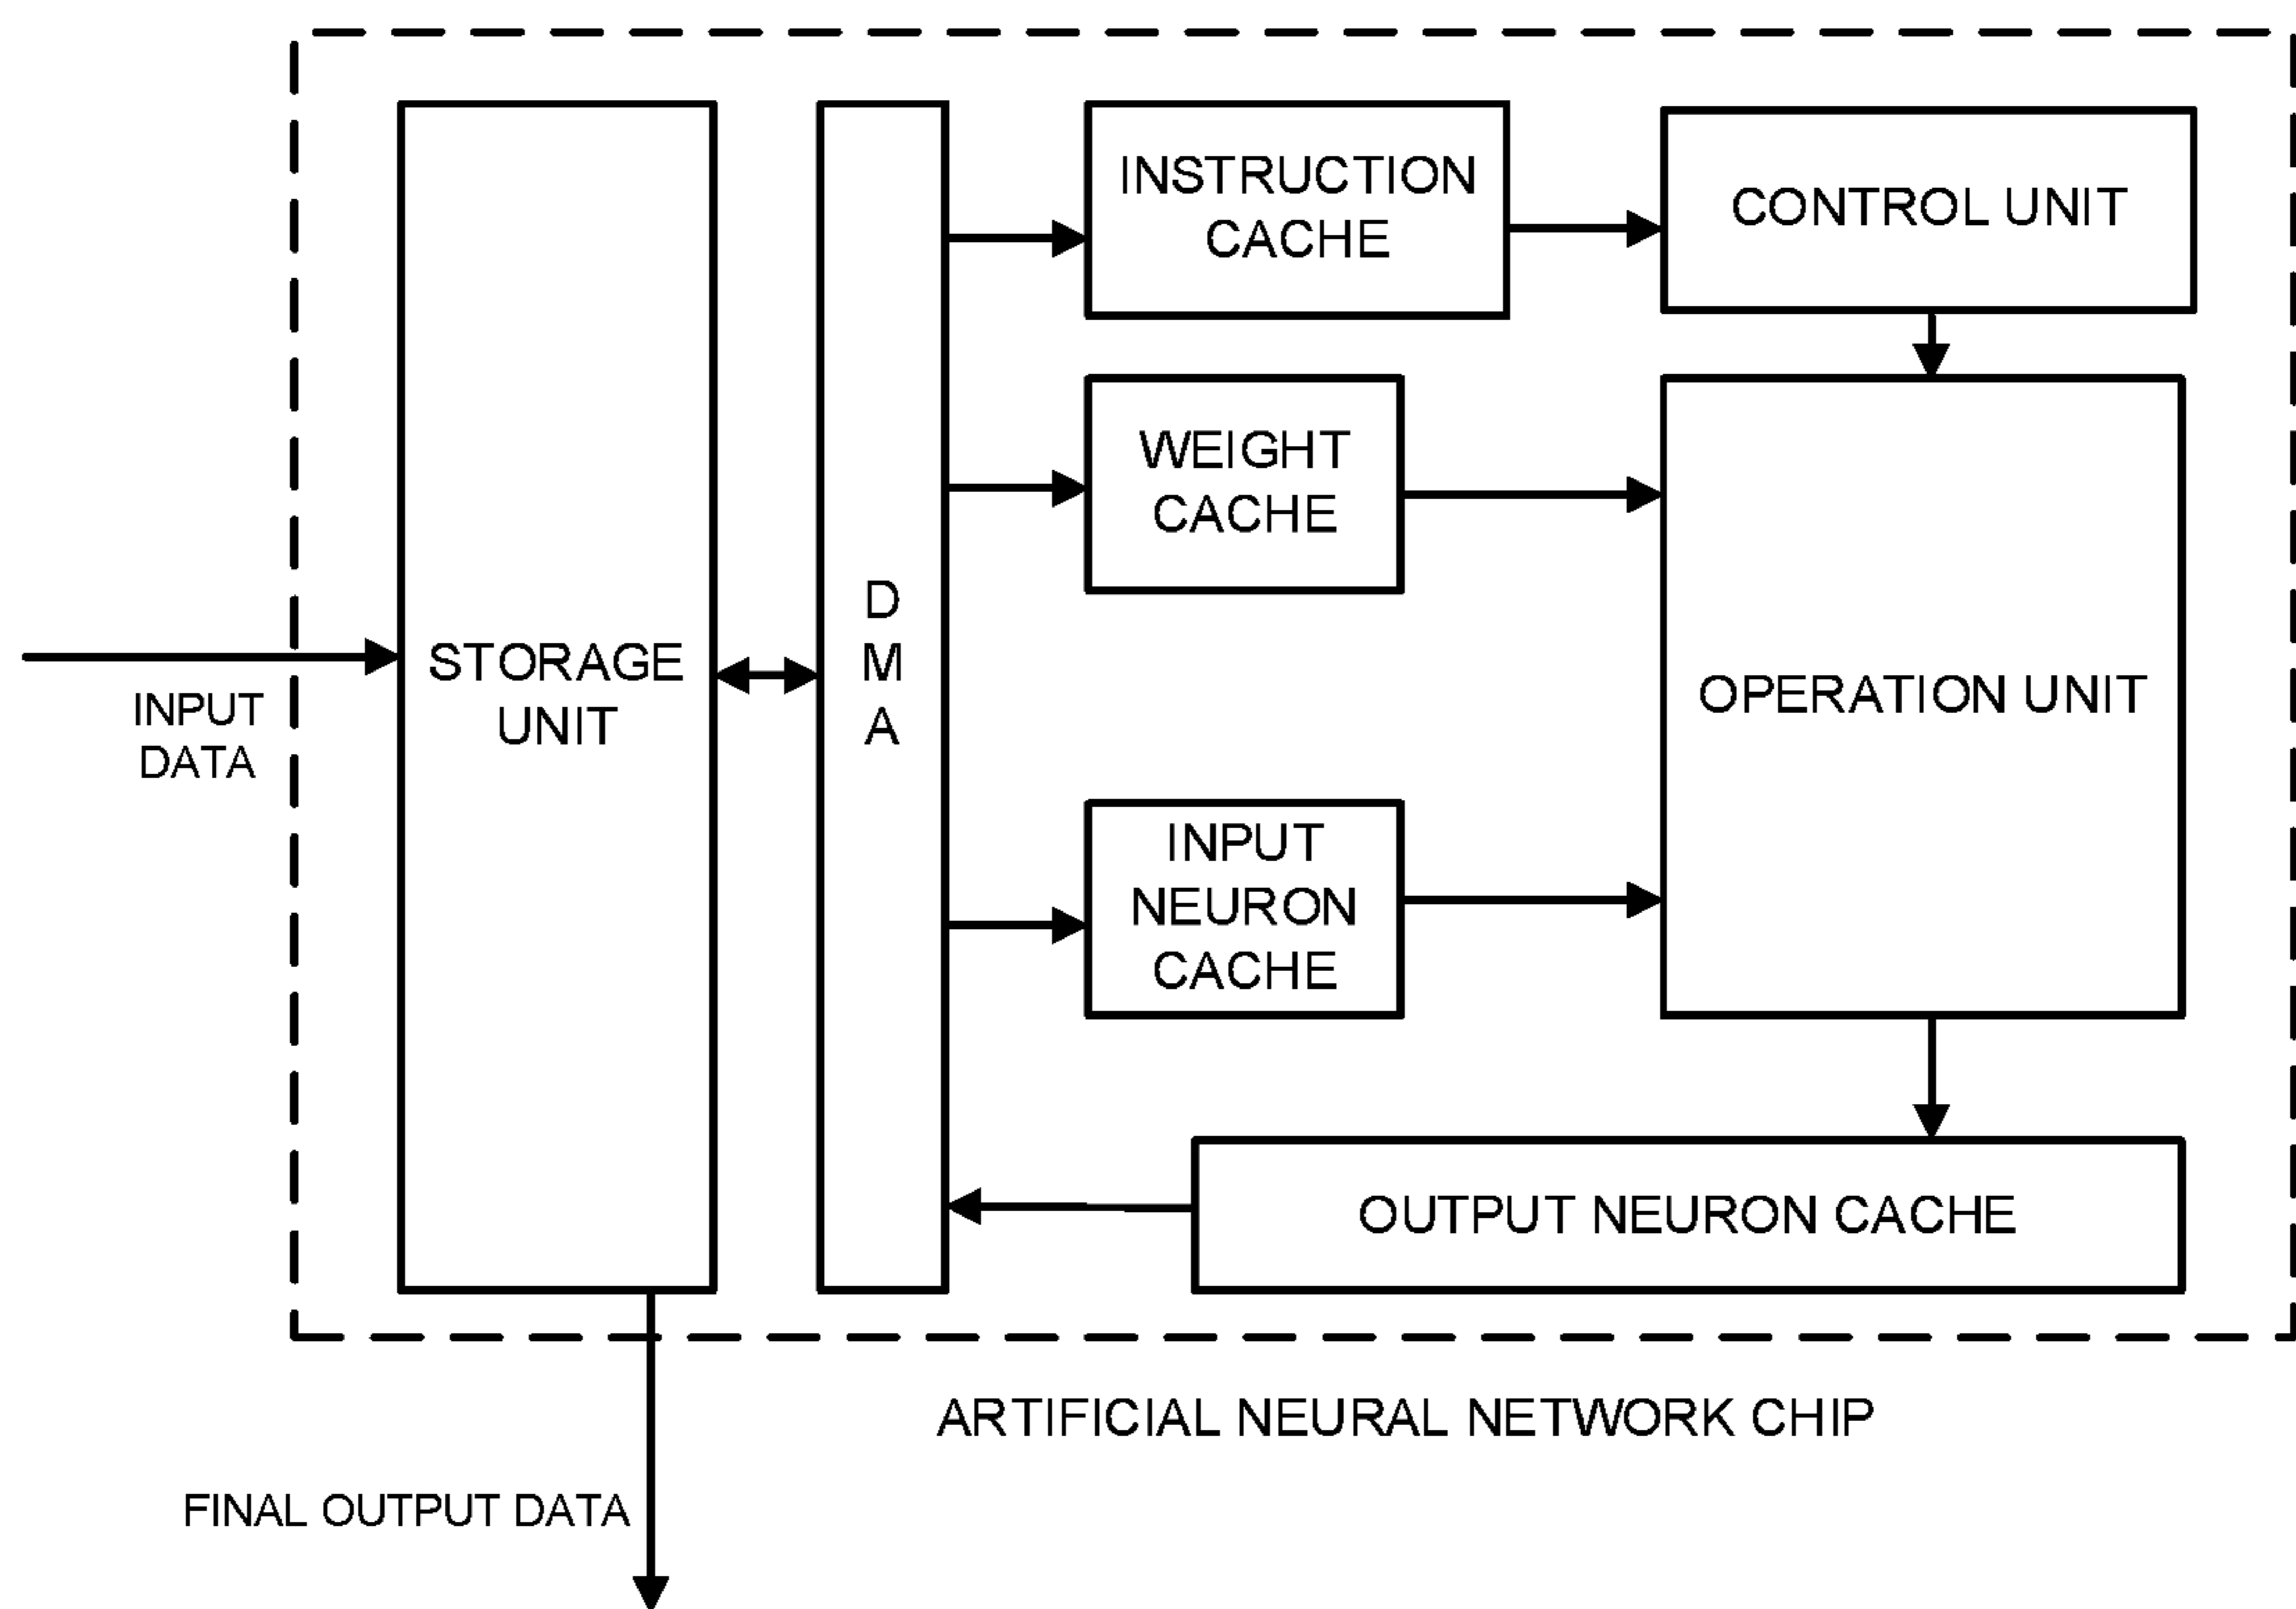 INSTRUCTION
CACHE
CONTROL UNIT
WEIGHT
CACHE
D
M
A
STORAGE
UNIT
INPUT
DATA
OPERATION UNIT
INPUT
NEURON
CACHE
OUTPUT NEURON CACHE
ARTIFICIAL NEURAL NETWORK CHIP
FINAL OUTPUT DATA